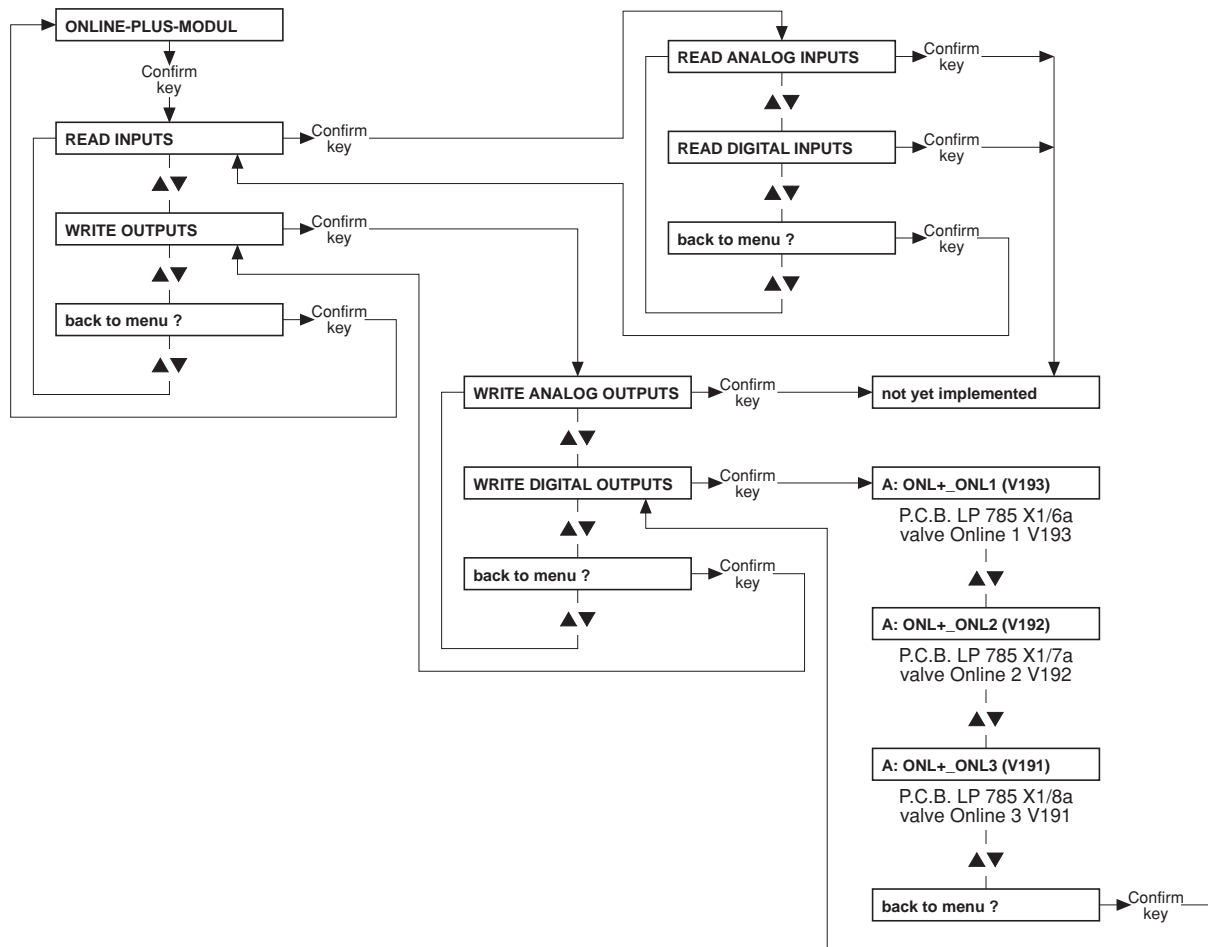 ONLINE-PLUS-MODUL
Confirm
key
READ INPUTS
Confirm
key
WRITE OUTPUTS
Confirm
key
back to menu ?
Confirm
key
READ ANALOG INPUTS
Confirm
key
READ DIGITAL INPUTS
Confirm
key
back to menu ?
Confirm
key
WRITE ANALOG OUTPUTS
Confirm
key
not yet implemented
WRITE DIGITAL OUTPUTS
Confirm
key
back to menu ?
Confirm
key
A: ONL+_ONL1 (V193)
P.C.B. LP 785 X1/6a
valve Online 1 V193
A: ONL+_ONL2 (V192)
P.C.B. LP 785 X1/7a
valve Online 2 V192
A: ONL+_ONL3 (V191)
P.C.B. LP 785 X1/8a
valve Online 3 V191
back to menu ?
Confirm
key